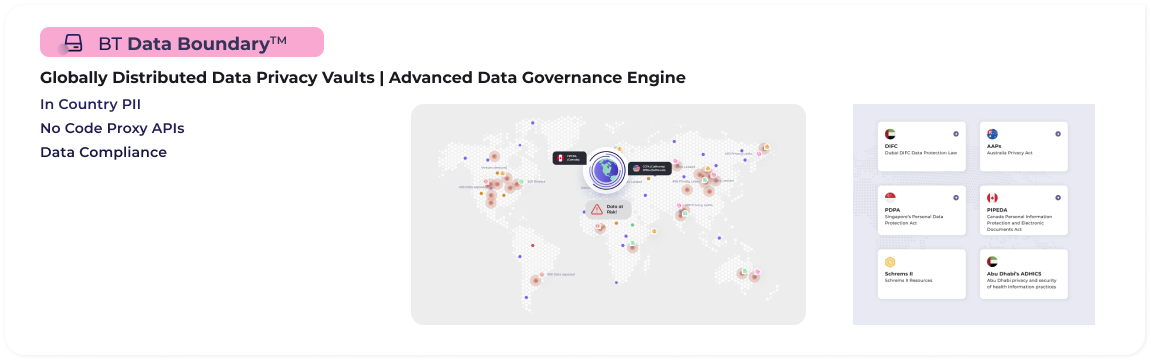 BT Data Boundary™
Globally Distributed Data Privacy Vaults | Advanced Data Governance Engine
In Country PII
No Code Proxy APIs
Data Compliance
PIPEDA
(Canada)
Data at
Risk!
DIFC
Dubai DIFC Data Protection Law
AAPs
Australia Privacy Act
PDPA
Singapore's Personal Data
Protection Act
PIPEDA
Canada Personal Information
Protection and Electronic
Documents Act
Schrems II
Schrems II Resources
Abu Dhabi's ADHICS
Abu Dhabi privacy and security
of health information practices